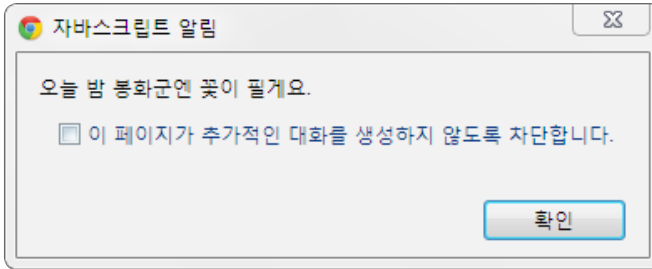 자바스크립트 알림
오늘 밤 봉화군엔 꽃이 필게요.
이 페이지가 추가적인 대화를 생성하지 않도록 차단합니다.
확인